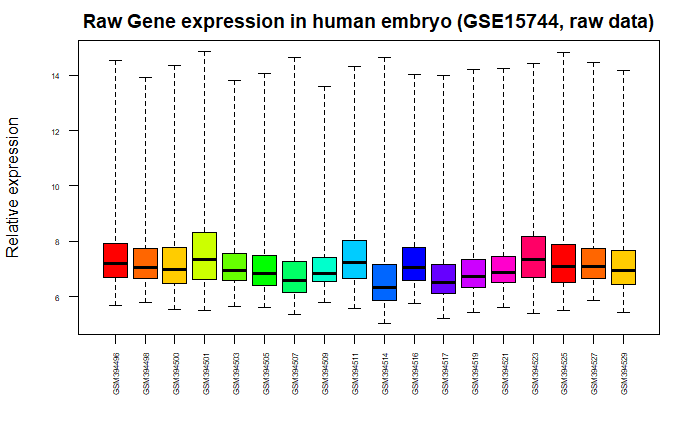 Raw Gene expression in human embryo (GSE15744, raw data)
Relative expression
14
12
10
8
6
GSM394496
GSM394498
GSM394500
GSM394501
GSM394503
GSM394505
GSM394507
GSM394509
GSM394511
GSM394514
GSM394516
GSM394517
GSM394519
GSM394521
GSM394523
GSM394525
GSM394527
GSM394529